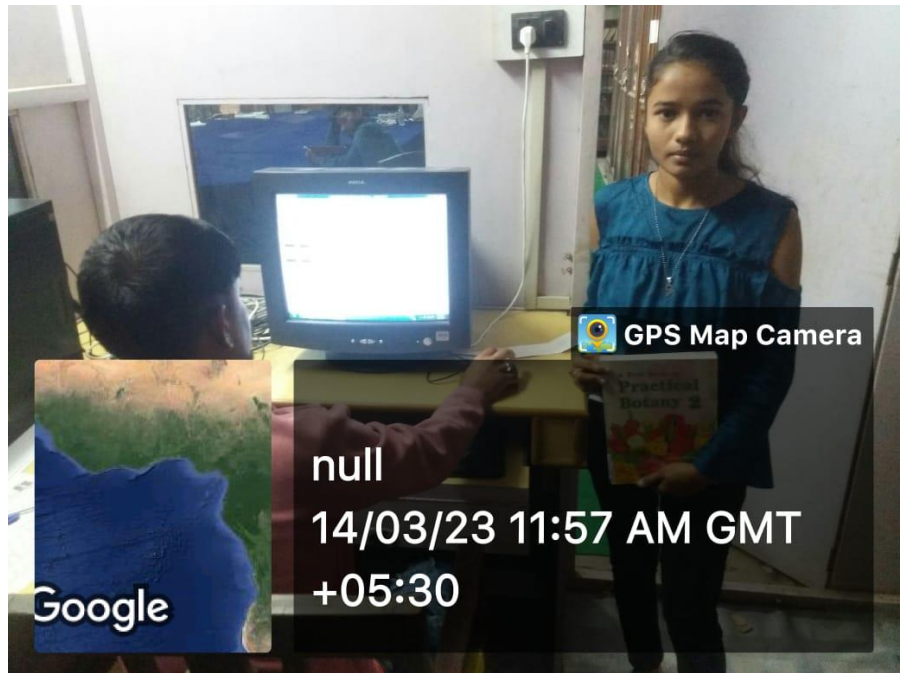 GPS Map Camera
Practical
Botany 2
null
14/03/23 11:57 AM GMT
+05:30
Google